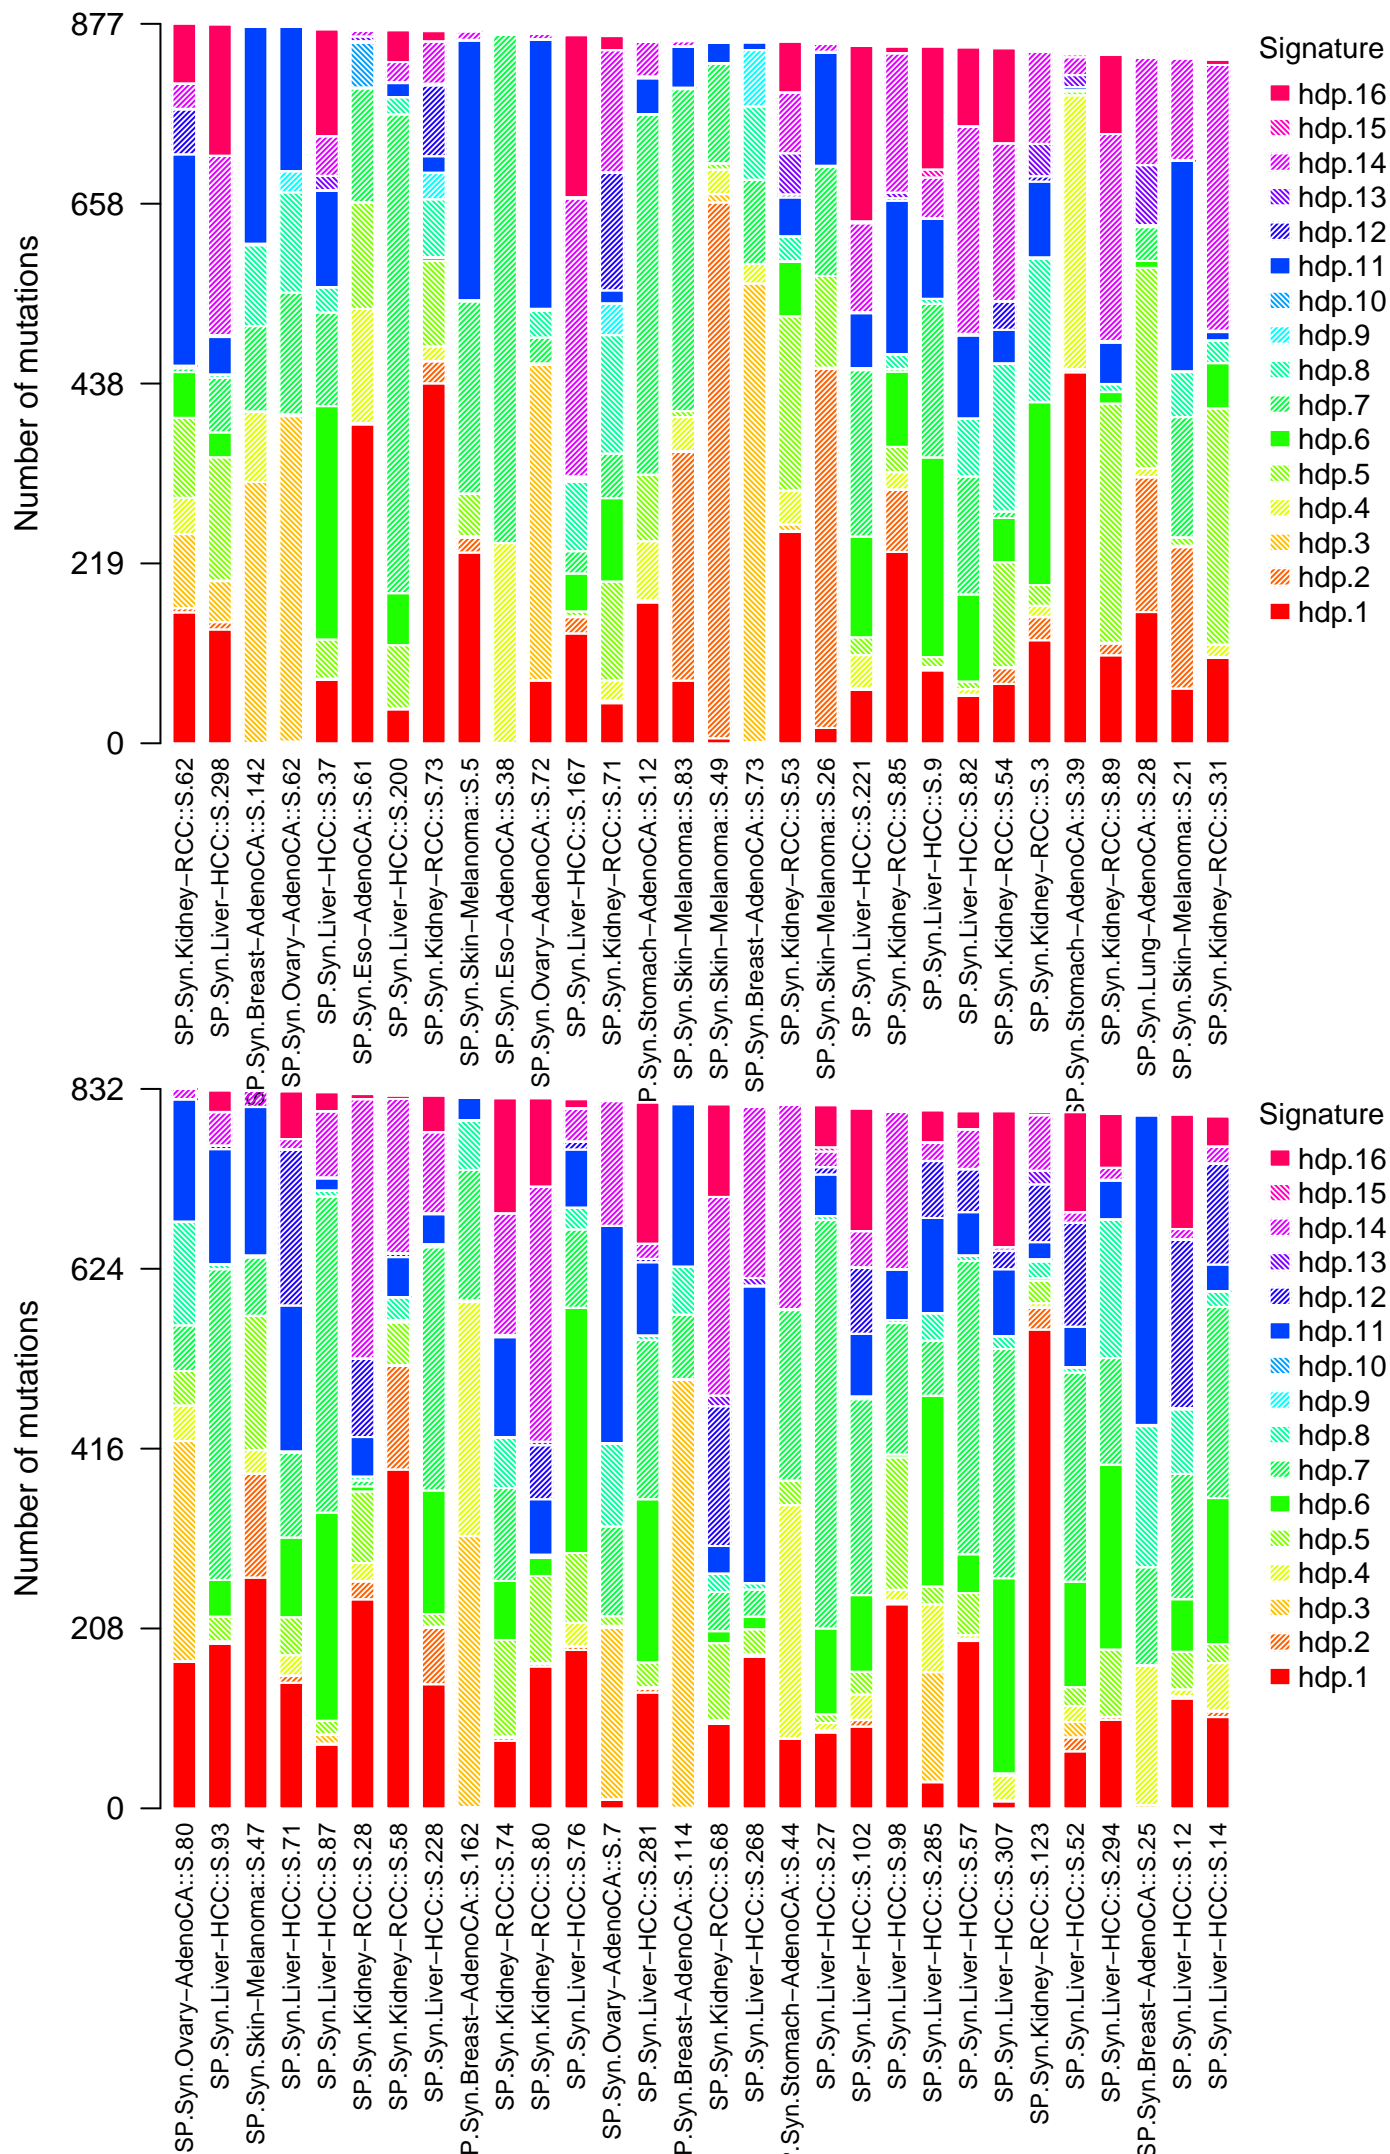 Number of mutations
877
658
438
219
0
Signature
hdp.16
hdp.15
hdp.14
hdp.13
hdp.12
hdp.11
hdp.10
hdp.9
hdp.8
hdp.7
hdp.6
hdp.5
hdp.4
hdp.3
hdp.2
hdp.1
SP.Syn.Kidney−RCC::S.62
SP.Syn.Liver−HCC::S.298
SP.Syn.Breast−AdenoCA::S.142
SP.Syn.Ovary−AdenoCA::S.62
SP.Syn.Liver−HCC::S.37
SP.Syn.Eso−AdenoCA::S.61
SP.Syn.Liver−HCC::S.200
SP.Syn.Kidney−RCC::S.73
SP.Syn.Skin−Melanoma::S.5
SP.Syn.Eso−AdenoCA::S.38
SP.Syn.Ovary−AdenoCA::S.72
SP.Syn.Liver−HCC::S.167
SP.Syn.Kidney−RCC::S.71
P.Syn.Stomach−AdenoCA::S.12
SP.Syn.Skin−Melanoma::S.83
SP.Syn.Skin−Melanoma::S.49
SP.Syn.Breast−AdenoCA::S.73
SP.Syn.Kidney−RCC::S.53
SP.Syn.Skin−Melanoma::S.26
SP.Syn.Liver−HCC::S.221
SP.Syn.Kidney−RCC::S.85
SP.Syn.Liver−HCC::S.9
SP.Syn.Liver−HCC::S.82
SP.Syn.Kidney−RCC::S.54
SP.Syn.Kidney−RCC::S.3
SP.Syn.Stomach−AdenoCA::S.39
SP.Syn.Kidney−RCC::S.89
SP.Syn.Lung−AdenoCA::S.28
SP.Syn.Skin−Melanoma::S.21
SP.Syn.Kidney−RCC::S.31
Number of mutations
832
624
416
208
0
Signature
hdp.16
hdp.15
hdp.14
hdp.13
hdp.12
hdp.11
hdp.10
hdp.9
hdp.8
hdp.7
hdp.6
hdp.5
hdp.4
hdp.3
hdp.2
hdp.1
SP.Syn.Ovary−AdenoCA::S.80
SP.Syn.Liver−HCC::S.93
SP.Syn.Skin−Melanoma::S.47
SP.Syn.Liver−HCC::S.71
SP.Syn.Liver−HCC::S.87
SP.Syn.Kidney−RCC::S.28
SP.Syn.Kidney−RCC::S.58
SP.Syn.Liver−HCC::S.228
SP.Syn.Breast−AdenoCA::S.162
SP.Syn.Kidney−RCC::S.74
SP.Syn.Kidney−RCC::S.80
SP.Syn.Liver−HCC::S.76
SP.Syn.Ovary−AdenoCA::S.7
SP.Syn.Liver−HCC::S.281
P.Syn.Breast−AdenoCA::S.114
SP.Syn.Kidney−RCC::S.68
SP.Syn.Liver−HCC::S.268
.Syn.Stomach−AdenoCA::S.44
SP.Syn.Liver−HCC::S.27
SP.Syn.Liver−HCC::S.102
SP.Syn.Liver−HCC::S.98
SP.Syn.Liver−HCC::S.285
SP.Syn.Liver−HCC::S.57
SP.Syn.Liver−HCC::S.307
SP.Syn.Kidney−RCC::S.123
SP.Syn.Liver−HCC::S.52
SP.Syn.Liver−HCC::S.294
SP.Syn.Breast−AdenoCA::S.25
SP.Syn.Liver−HCC::S.12
SP.Syn.Liver−HCC::S.14